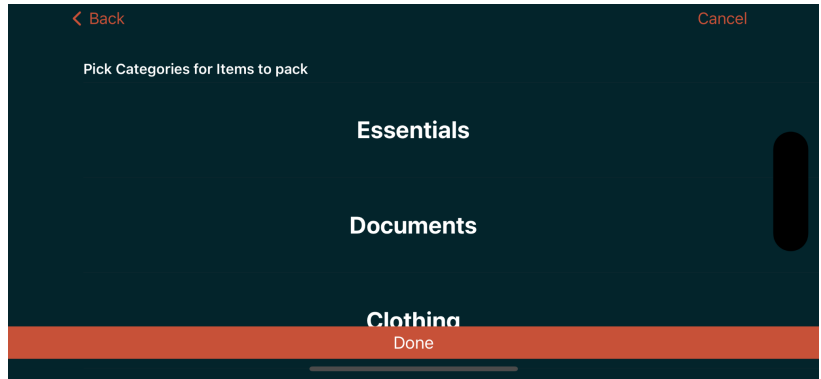 Back
Cancel
Pick Categories for Items to pack
Essentials
Documents
Clothing
Done